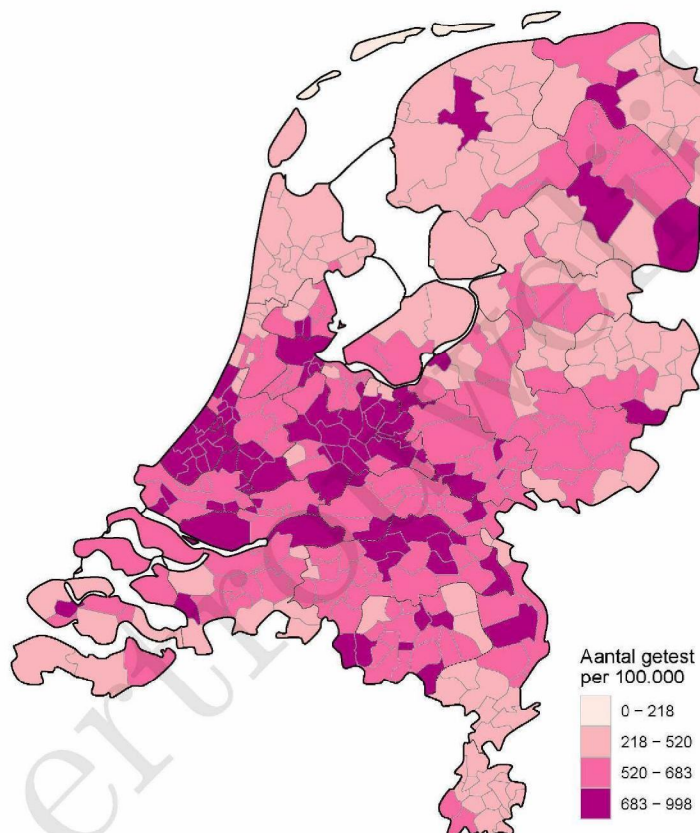 Aantal getest
per 100.000
0 – 218
218 – 520
520 – 683
683 – 998